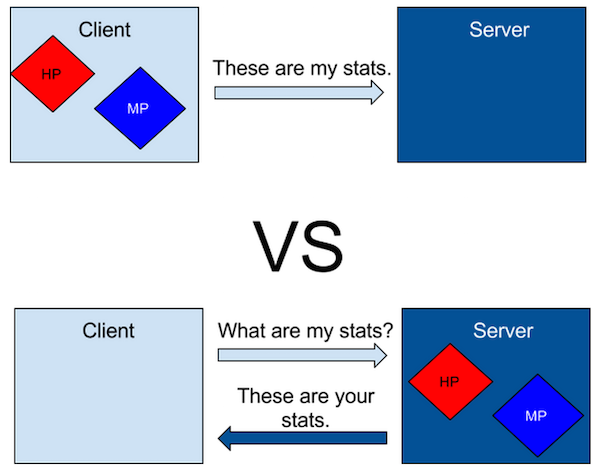 Client
Server
HP
MP
These are my stats.
VS
Client
What are my stats?
Server
HP
MP
These are your
stats.